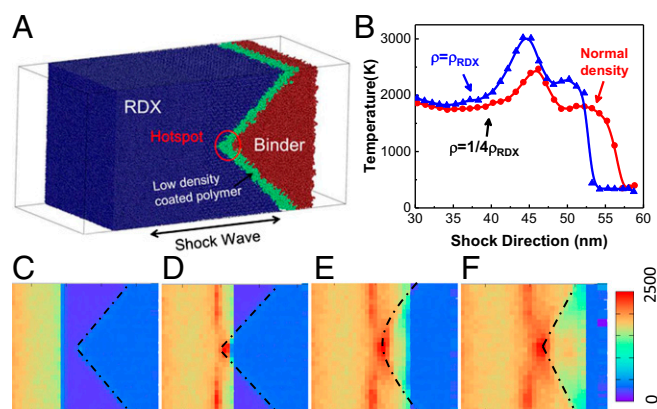 A
RDX
Hotspot
Binder
Low density
coated polymer
Shock Wave
B
Temperature(K)
3000
2000
1000
0
ρ=ρRDX
Normal
density
ρ=1/4ρRDX
30 35 40 45 50 55 60
Shock Direction (nm)
C D E F
2500
0